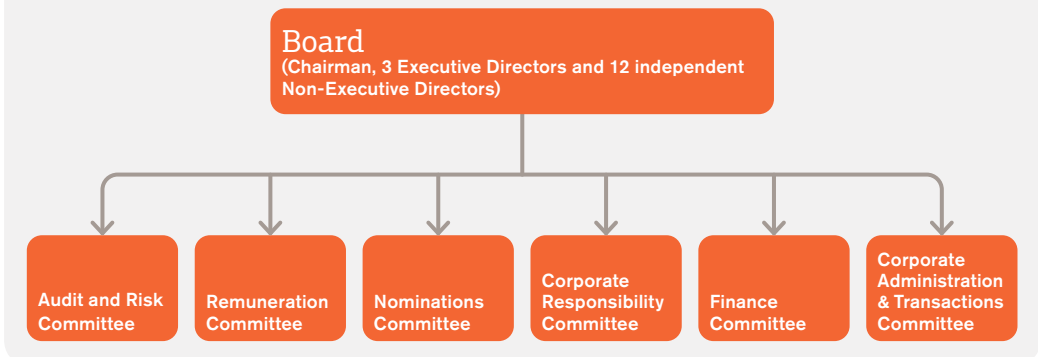 Board
(Chairman, 3 Executive Directors and 12 independent
Non-Executive Directors)
Audit and Risk
Committee
Remuneration
Committee
Nominations
Committee
Corporate
Responsibility
Committee
Finance
Committee
Corporate
Administration
& Transactions
Committee